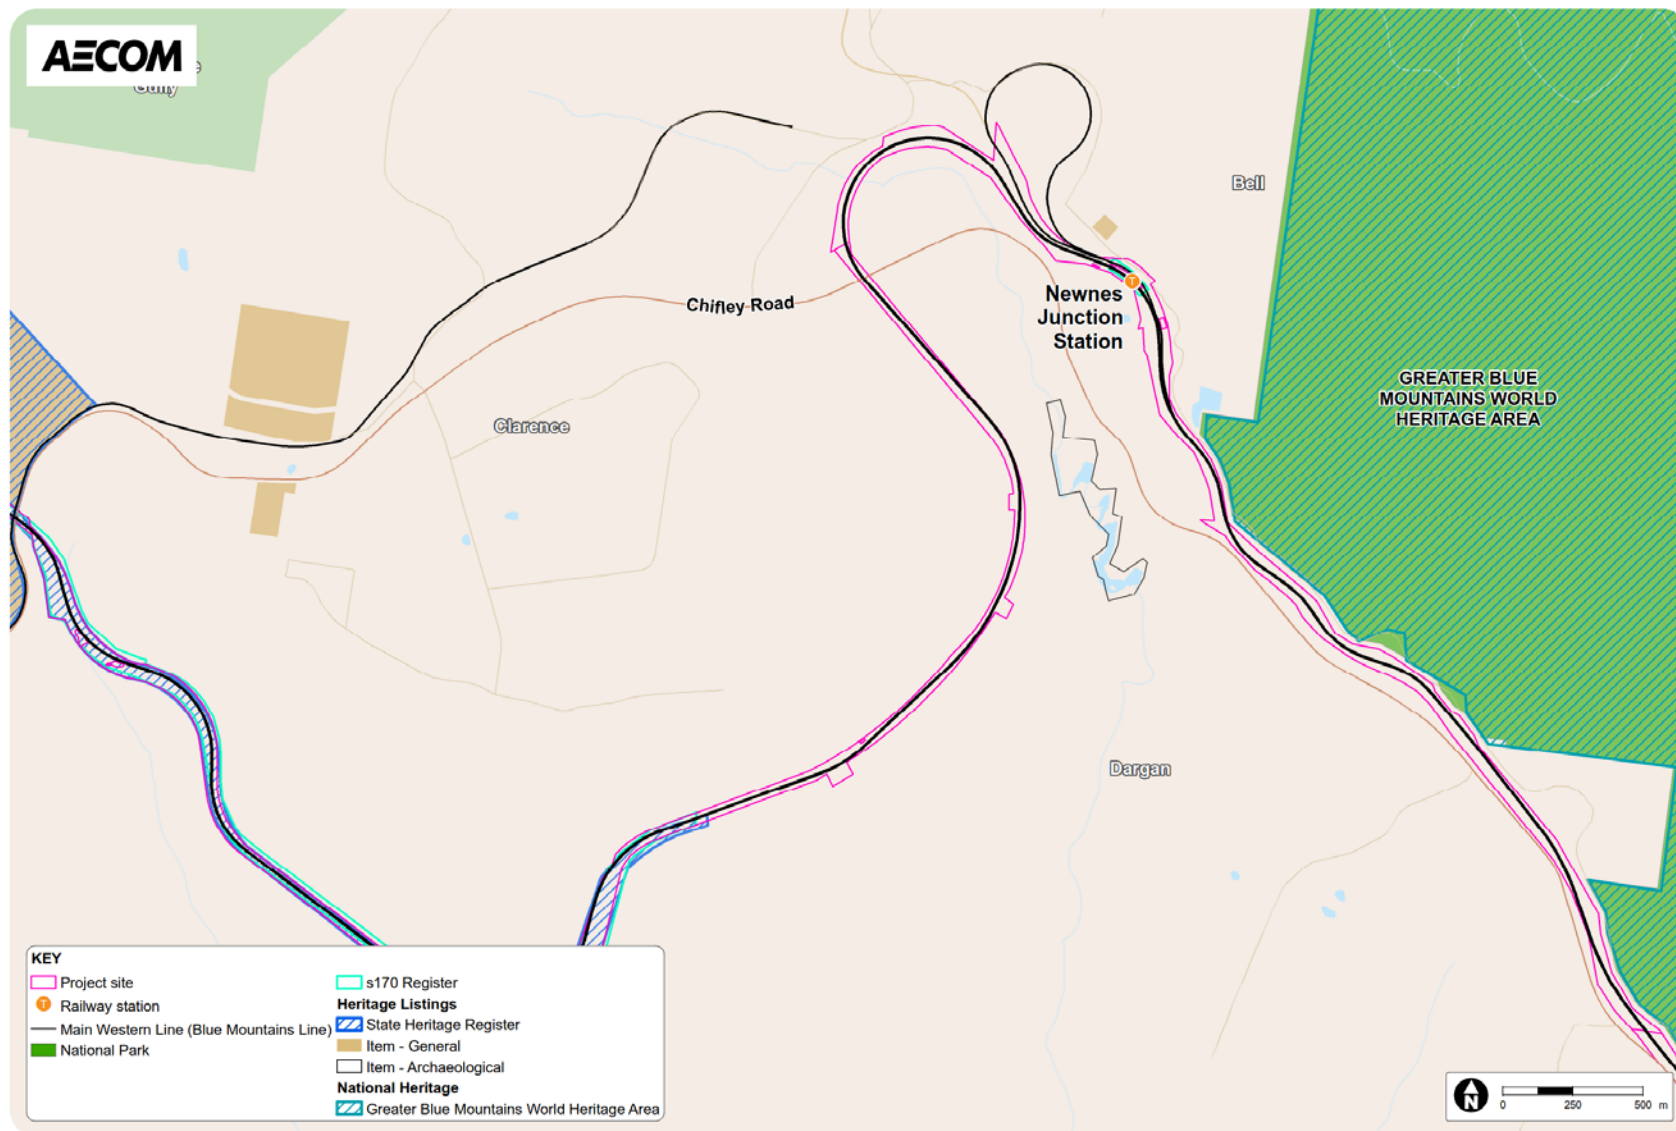 AECOM
Gully
Bell
Chifley Road
Newnes
Junction
Station
GREATER BLUE
MOUNTAINS WORLD
HERITAGE AREA
Clarence
Dargan
KEY
Project site
Railway station
Main Western Line (Blue Mountains Line)
National Park
s170 Register
Heritage Listings
State Heritage Register
Item - General
Item - Archaeological
National Heritage
Greater Blue Mountains World Heritage Area
T
T
N
0 250 500 m